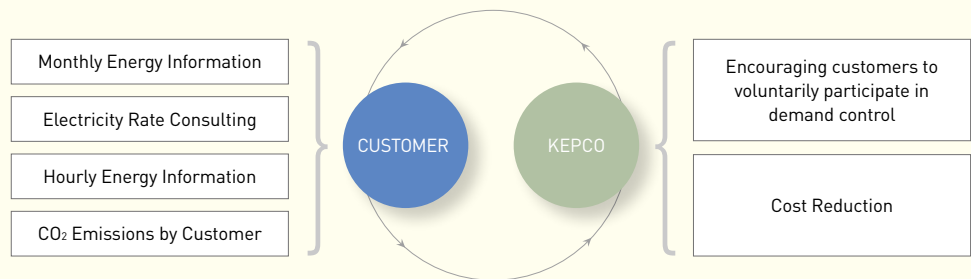 Monthly Energy Information
Electricity Rate Consulting
Hourly Energy Information
CO₂ Emissions by Customer
CUSTOMER
KEPCO
Encouraging customers to
voluntarily participate in
demand control
Cost Reduction